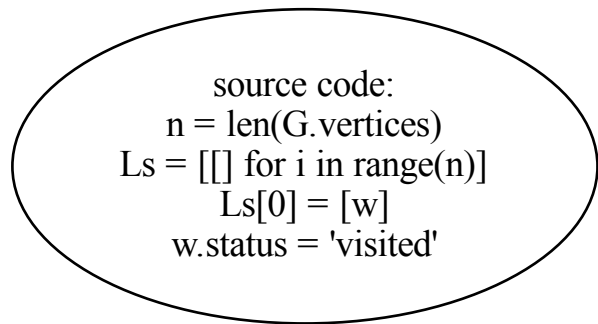 source code:
n = len(G.vertices)
Ls = [[] for i in range(n)]
Ls[0] = [w]
w.status = 'visited'